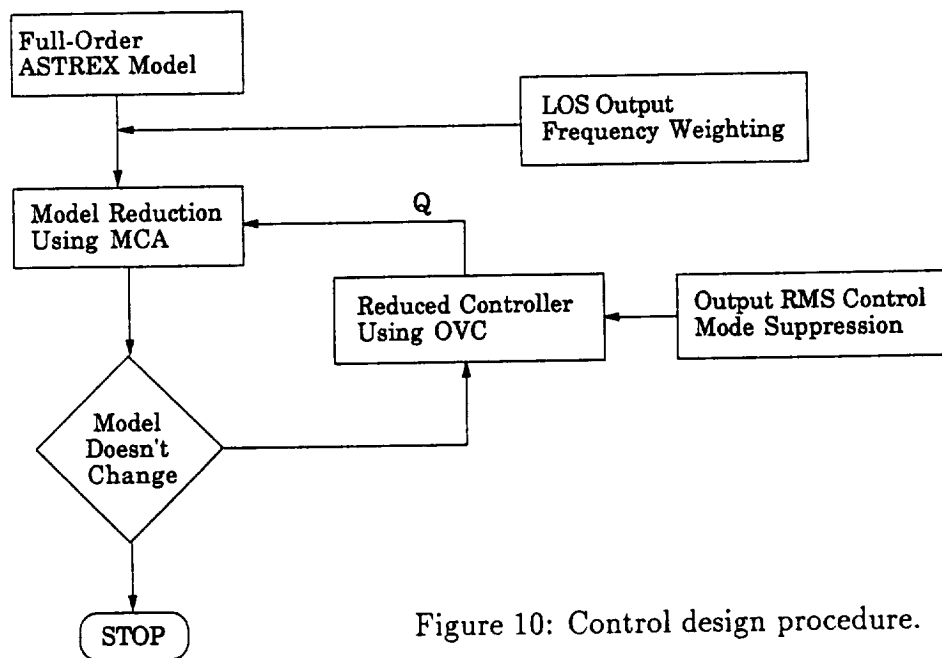 Full-Order
ASTREX Model
LOS Output
Frequency Weighting
Model Reduction
Using MCA
Q
Reduced Controller
Using OVC
Output RMS Control
Mode Suppression
Model
Doesn't
Change
STOP
Figure 10: Control design procedure.